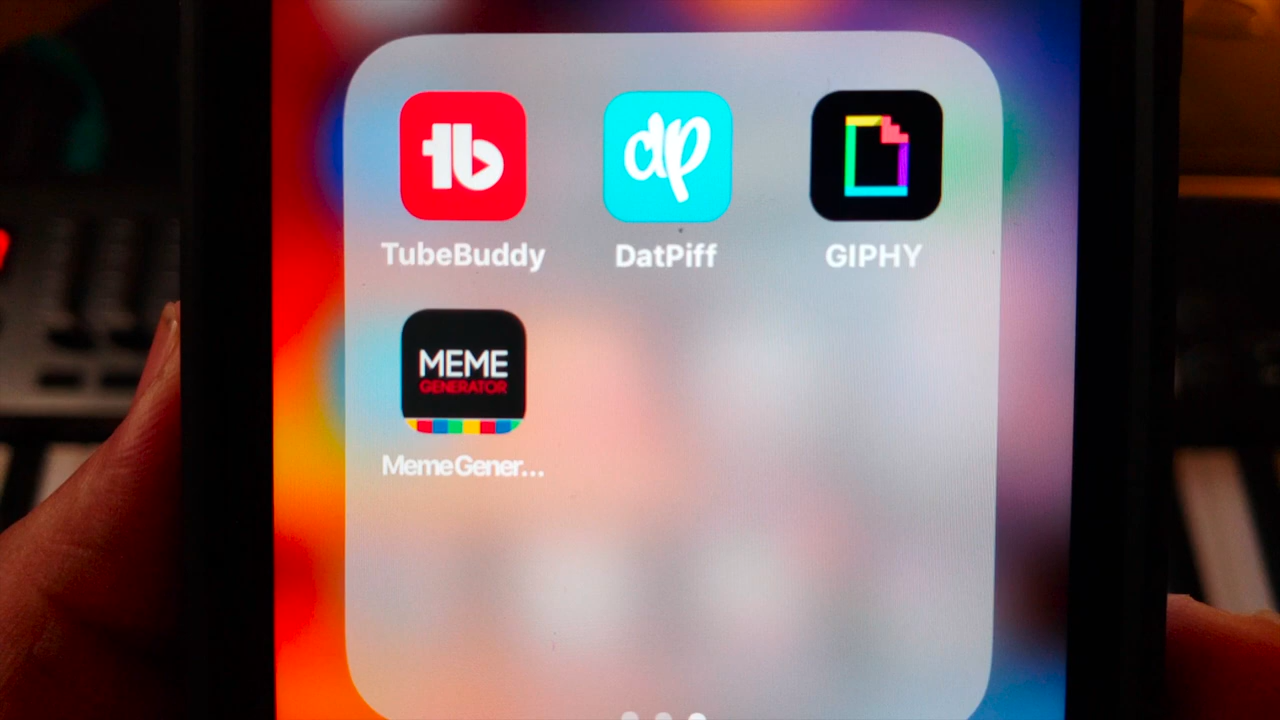 tb
dp
TubeBuddy
DatPiff
GIPHY
MEME
GENERATOR
MemeGener...